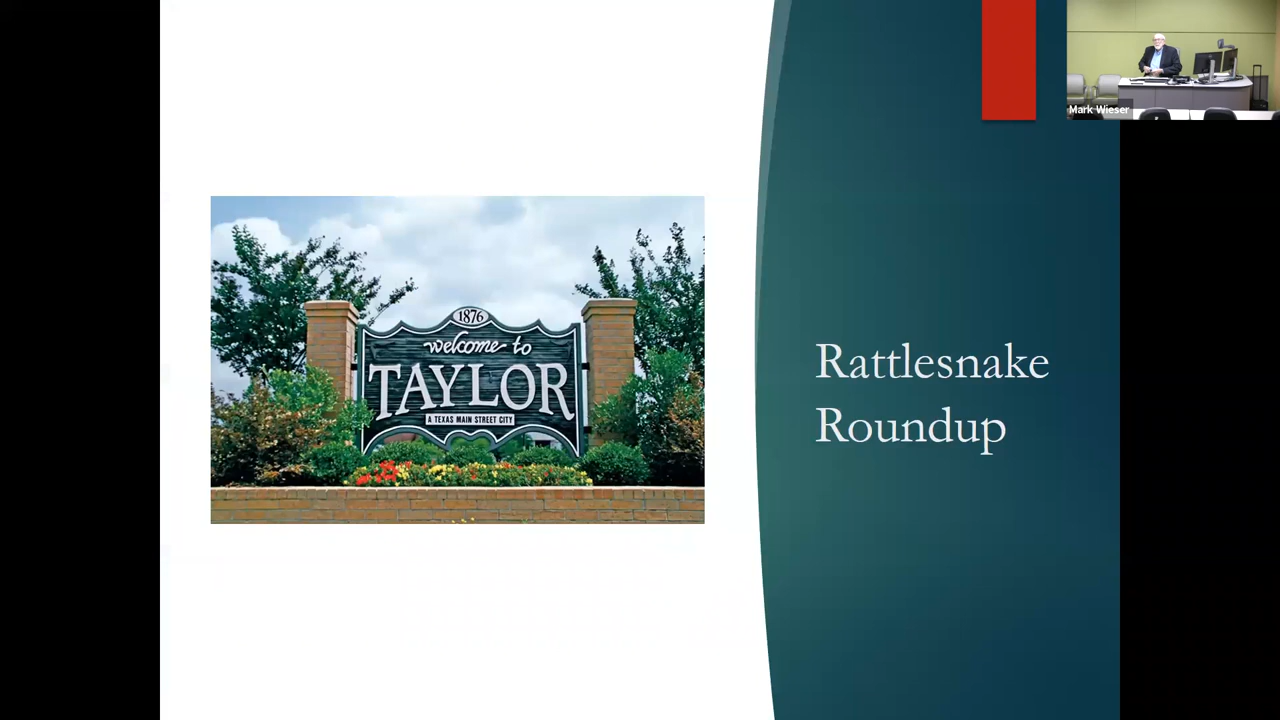 1876
welcome to
TAYLOR
A TEXAS MAIN STREET CITY
Rattlesnake
Roundup
Mark Wieser